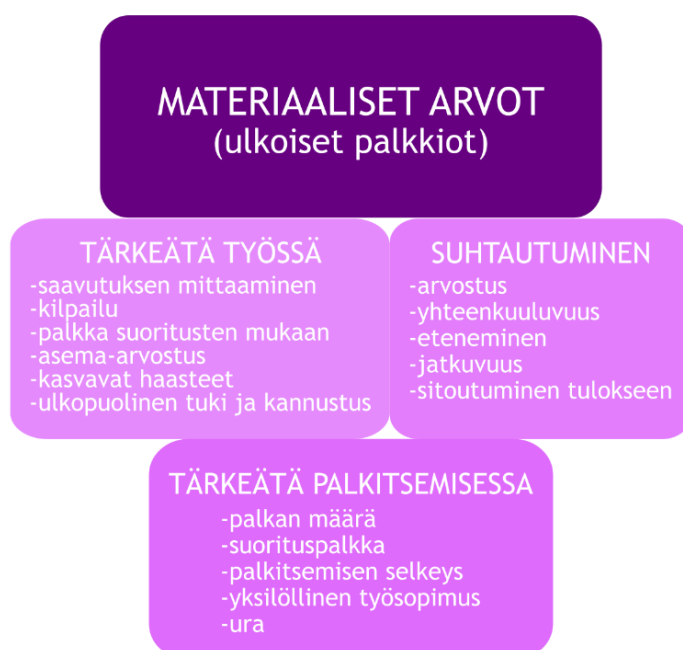 MATERIAALISET ARVOT
(ulkoiset palkkiot)
TÄRKEÄTÄ TYÖSSÄ
-saavutuksen mittaaminen
-kilpailu
-palkka suoritusten mukaan
-asema-arvostus
-kasvavat haasteet
-ulkopuolinen tuki ja kannustus
SUHTAUTUMINEN
-arvostus
-yhteenkuuluvuus
-eteneminen
-jatkuvuus
-sitoutuminen tulokseen
TÄRKEÄTÄ PALKITSEMISESSA
-palkan määrä
-suorituspalkka
-palkitsemisen selkeys
-yksilöllinen työsopimus
-ura